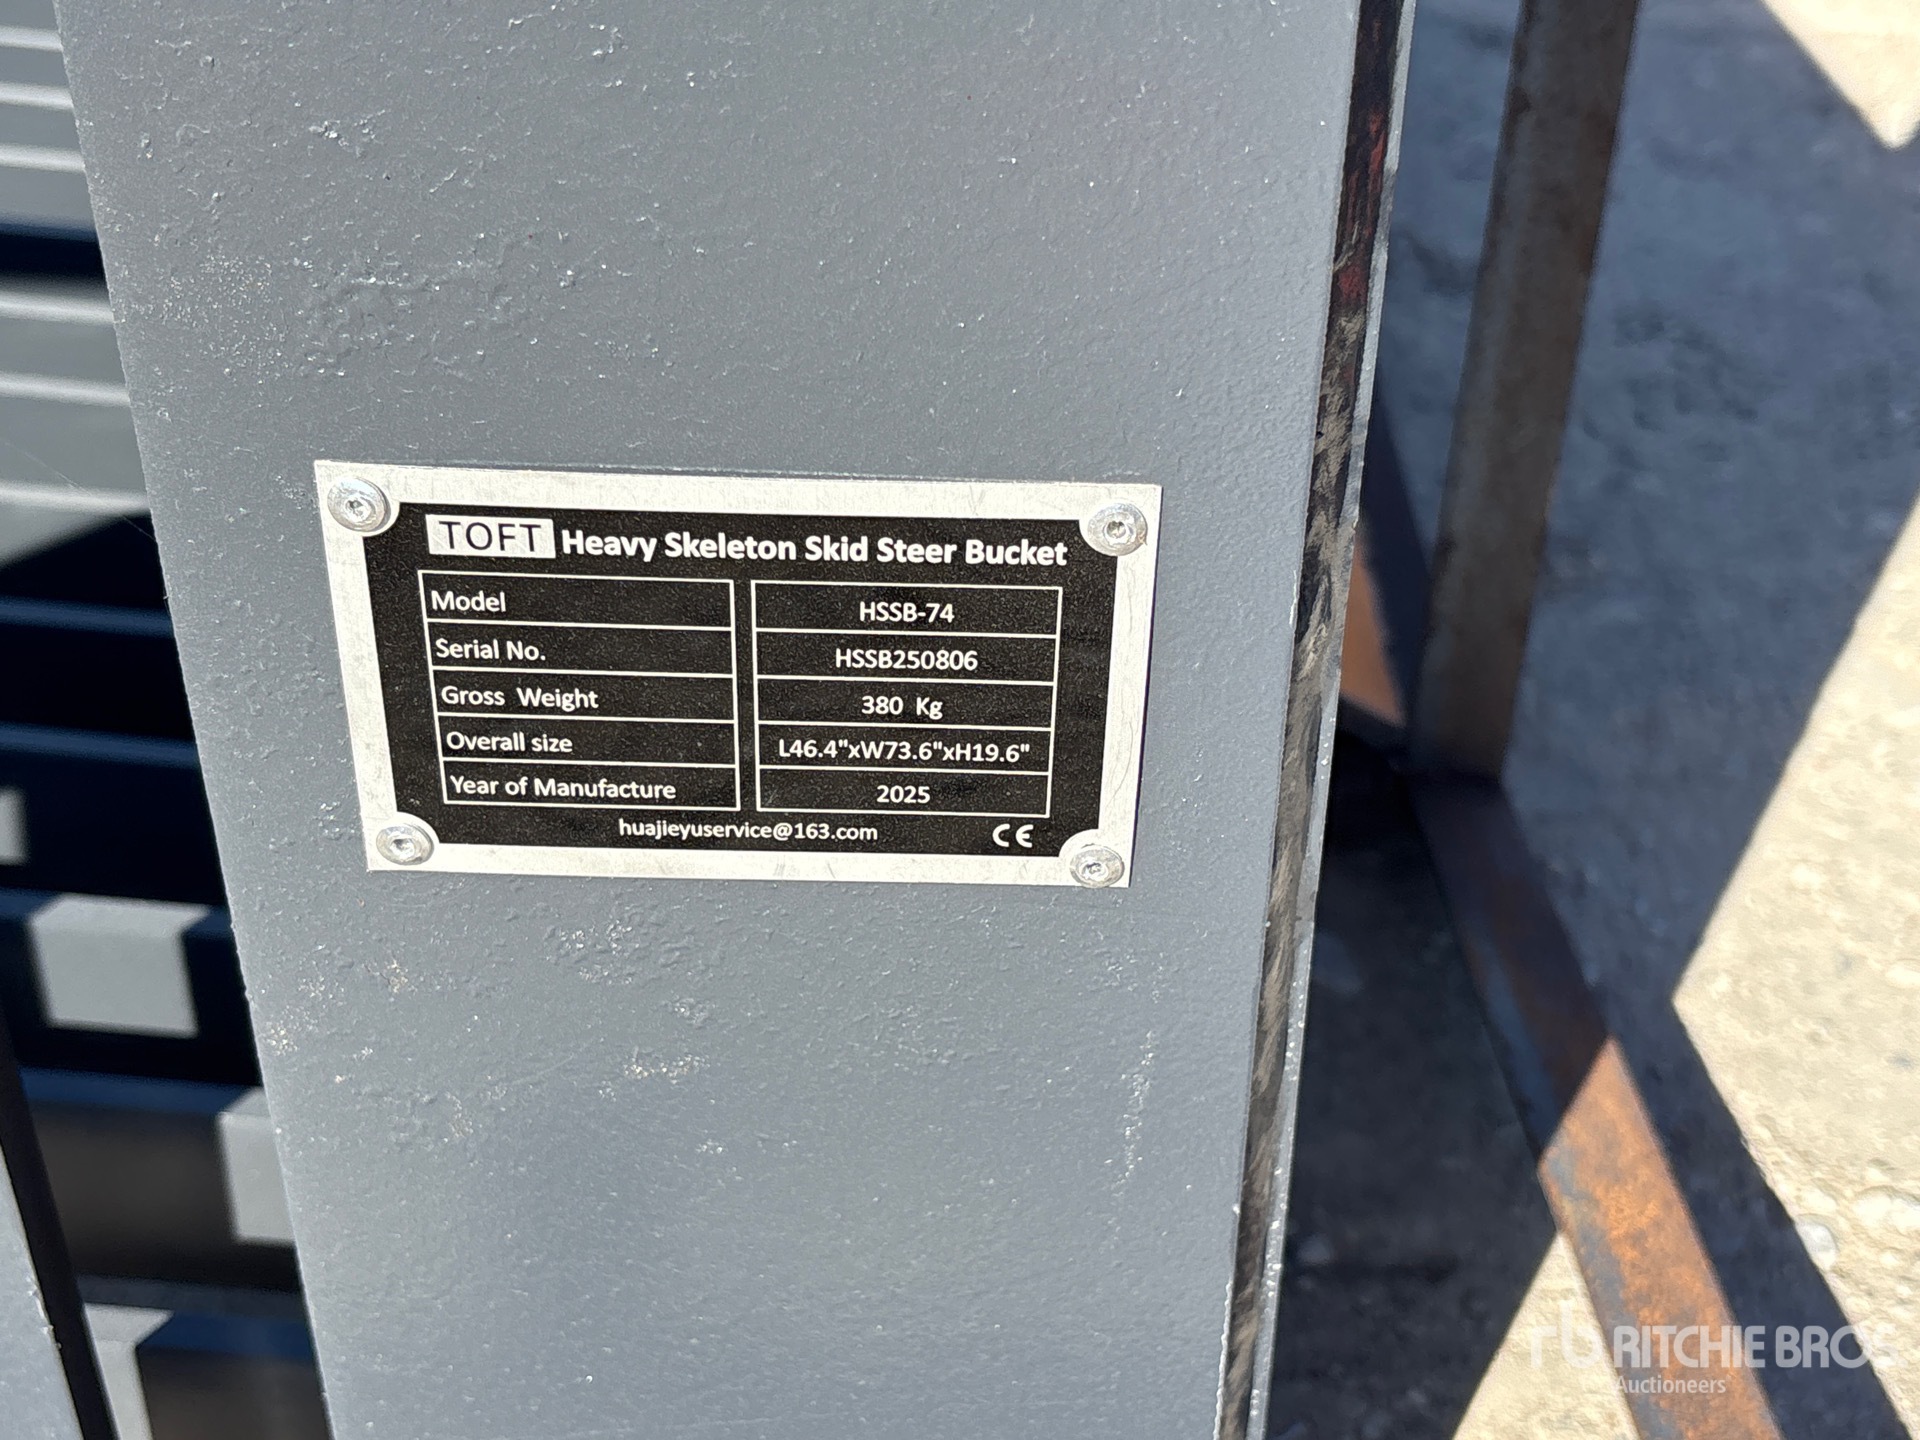 TOFT Heavy Skeleton Skid Steer Bucket
Model HSSB-74
Serial No. HSSB250806
Gross Weight 380 Kg
Overall size L46.4"xW73.6"xH19.6"
Year of Manufacture 2025
huajieyuservice@163.com CE
rb RITCHIE BROS
Auctioneers